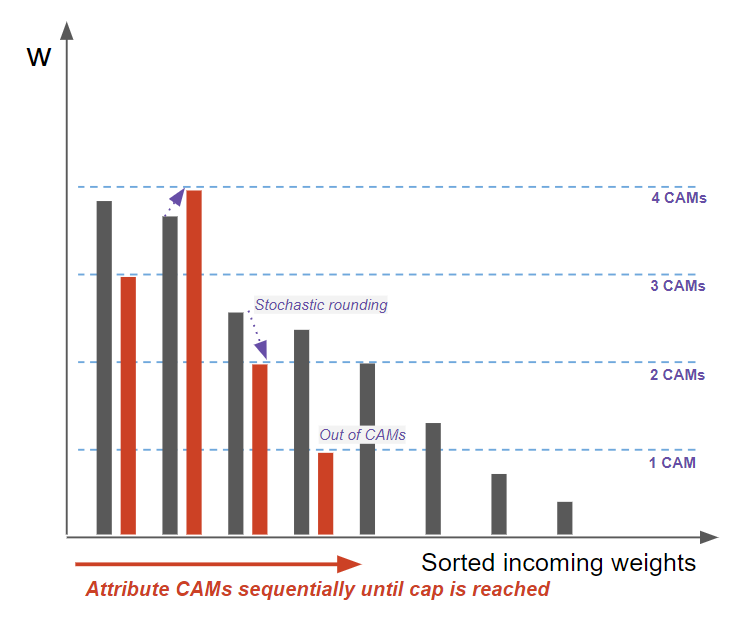 W
4 CAMs
3 CAMs
Stochastic rounding
2 CAMs
Out of CAMs
1 CAM
Sorted incoming weights
Attribute CAMs sequentially until cap is reached